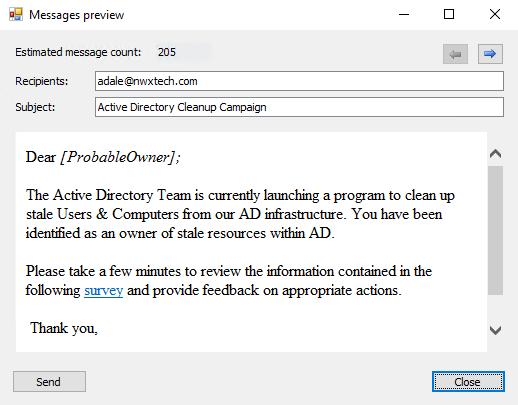 Messages preview
Estimated message count: 205
Recipients: adale@nwxtech.com
Subject: Active Directory Cleanup Campaign
Dear [ProbableOwner];
The Active Directory Team is currently launching a program to clean up
stale Users & Computers from our AD infrastructure. You have been
identified as an owner of stale resources within AD.
Please take a few minutes to review the information contained in the
following survey and provide feedback on appropriate actions.
Thank you,
Send
Close